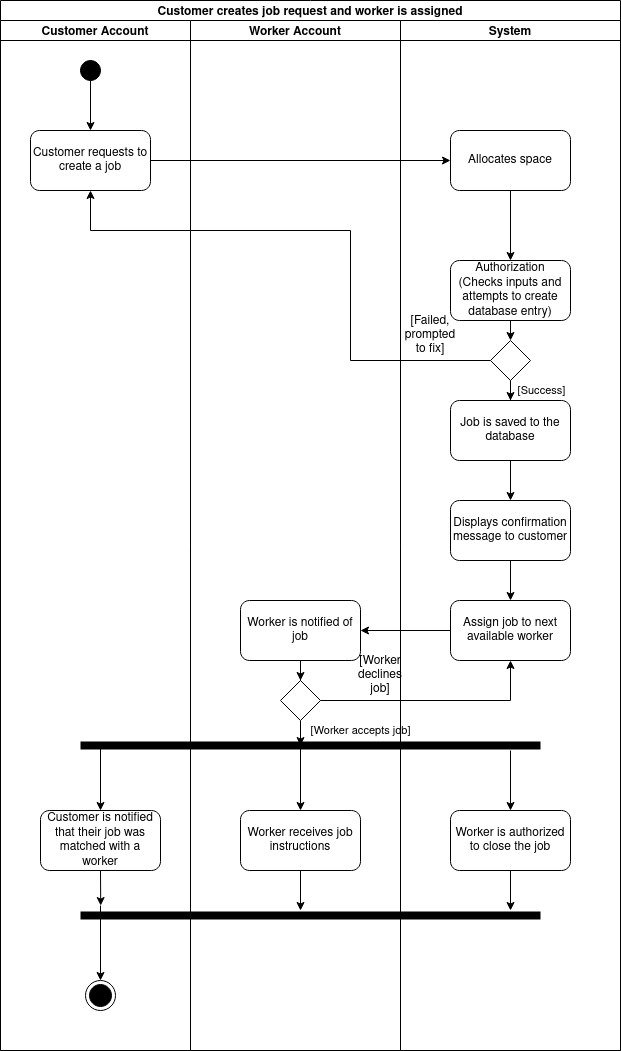 Customer creates job request and worker is assigned
Customer Account
Worker Account
System
Customer requests to
create a job
Allocates space
Authorization
(Checks inputs and
attempts to create
database entry)
[Failed,
prompted
to fix]
[Success]
Job is saved to the
database
Displays confirmation
message to customer
Worker is notified of
job
Assign job to next
available worker
[Worker
declines
job]
[Worker accepts job]
Customer is notified
that their job was
matched with a
worker
Worker receives job
instructions
Worker is authorized
to close the job